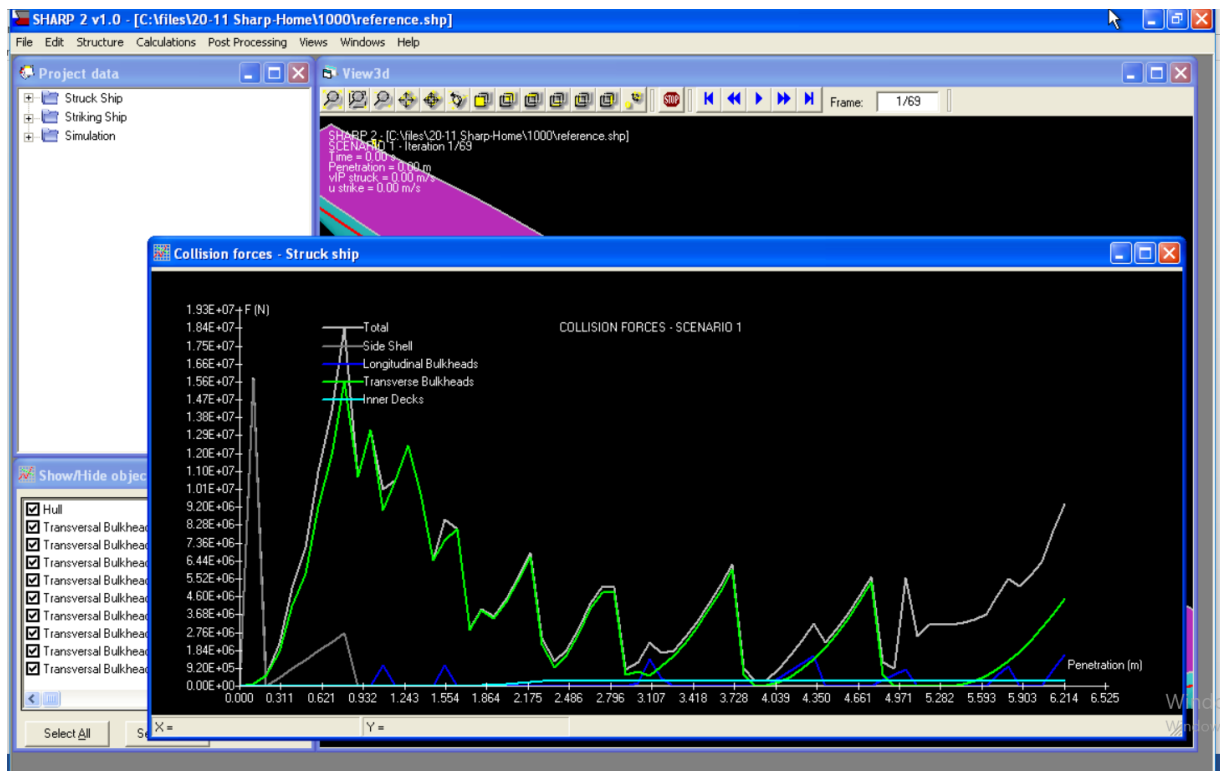 SHARP 2 v1.0 - [C:\files\20-11 Sharp-Home\1000\reference.shp]
File Edit Structure Calculations Post Processing Views Windows Help
Project data
Struck Ship
Striking Ship
Simulation
View3d
STOP
Frame: 1/69
SHARP 2 - [C:\files\20-11 Sharp-Home\1000\reference.shp]
SCENARIO 1 - Iteration 1/69
Time = 0.00 s
Penetration = 0.00 m
vIP struck = 0.00 m/s
u strike = 0.00 m/s
Collision forces - Struck ship
COLLISION FORCES - SCENARIO 1
F (N)
1.93E+07
1.84E+07
1.75E+07
1.66E+07
1.56E+07
1.47E+07
1.38E+07
1.29E+07
1.20E+07
1.10E+07
1.01E+07
9.20E+06
8.28E+06
7.36E+06
6.44E+06
5.52E+06
4.60E+06
3.68E+06
2.76E+06
1.84E+06
9.20E+05
0.00E+00
Total
Side Shell
Longitudinal Bulkheads
Transverse Bulkheads
Inner Decks
Penetration (m)
0.000 0.311 0.621 0.932 1.243 1.554 1.864 2.175 2.486 2.796 3.107 3.418 3.728 4.039 4.350 4.661 4.971 5.282 5.593 5.903 6.214 6.525
X =
Y =
Show/Hide objec
Hull
Transversal Bulkhead
Transversal Bulkhead
Transversal Bulkhead
Transversal Bulkhead
Transversal Bulkhead
Transversal Bulkhead
Transversal Bulkhead
Transversal Bulkhead
Transversal Bulkhead
Select All